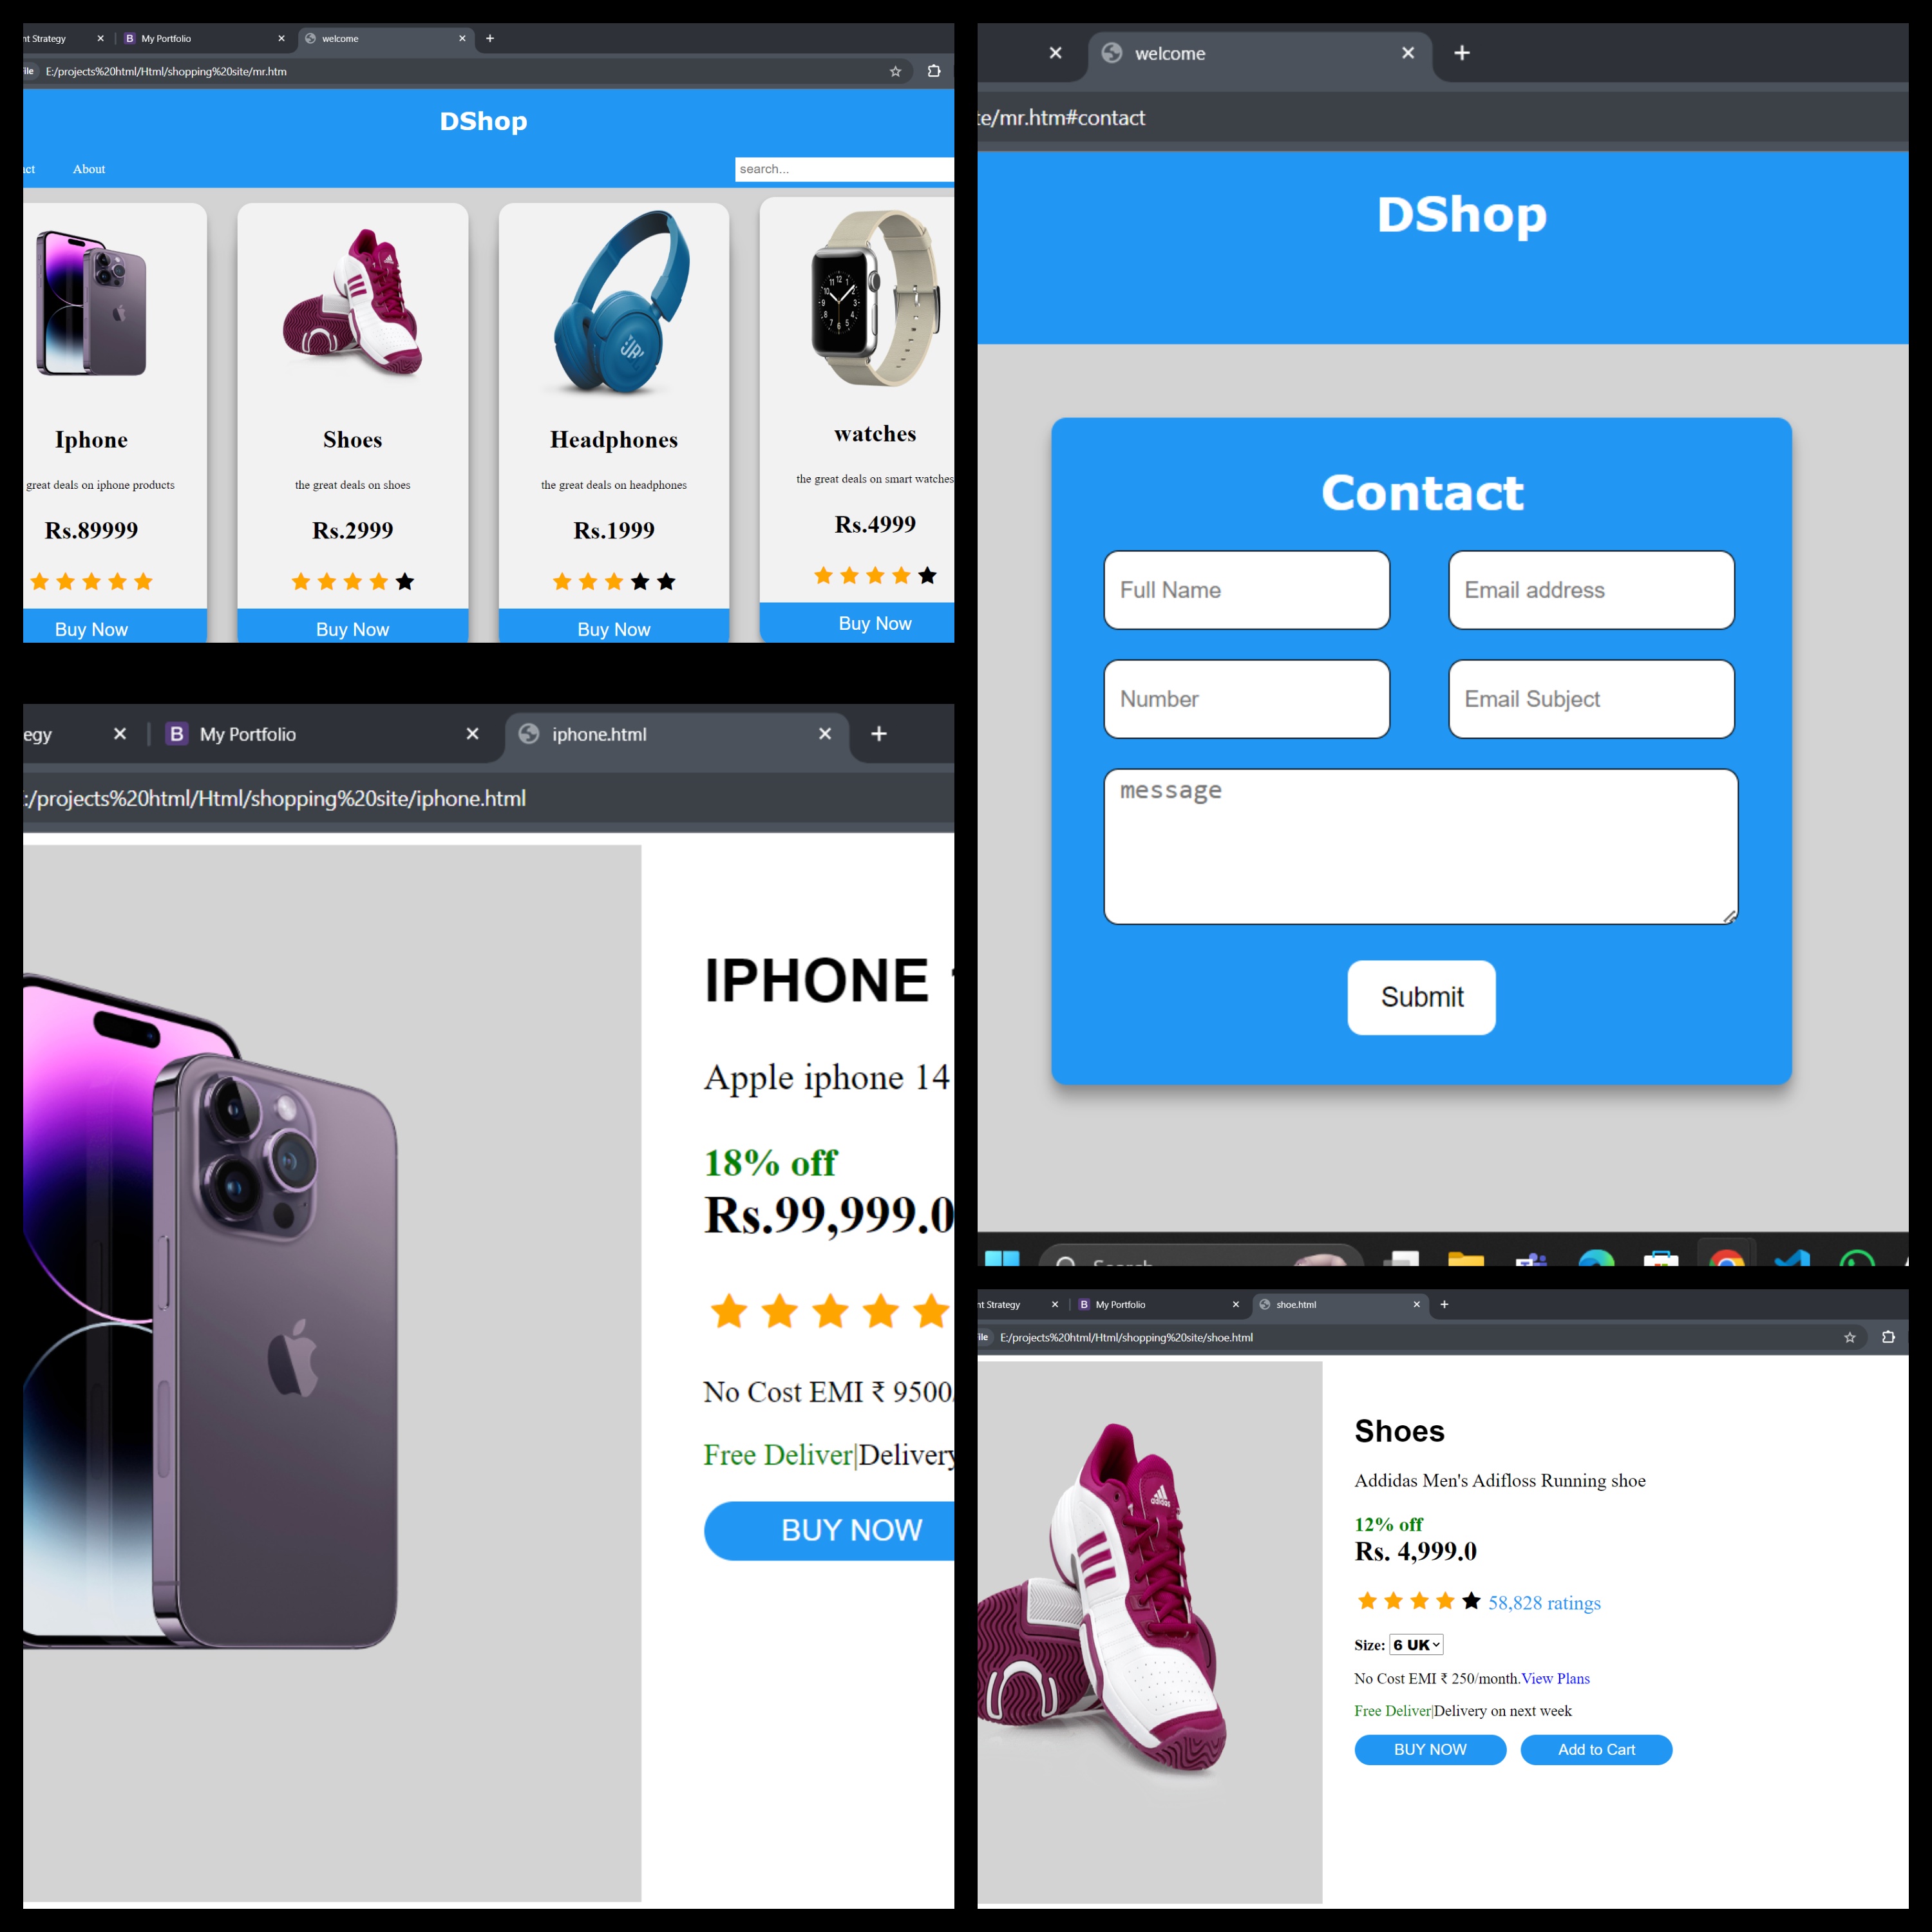 nt Strategy
My Portfolio
welcome
E:/projects%20html/Html/shopping%20site/mr.htm
DShop
About
search...
JBL
Iphone
great deals on iphone products
Rs.89999
Buy Now
Shoes
the great deals on shoes
Rs.2999
Buy Now
Headphones
the great deals on headphones
Rs.1999
Buy Now
watches
the great deals on smart watches
Rs.4999
Buy Now
welcome
te/mr.htm#contact
DShop
Contact
Full Name
Email address
Number
Email Subject
message
Submit
egy
B My Portfolio
iphone.html
:/projects%20html/Html/shopping%20site/iphone.html
IPHONE
Apple iphone 14
18% off
Rs.99,999.0
No Cost EMI ₹ 9500
Free Deliver|Delivery
BUY NOW
nt Strategy
B My Portfolio
shoe.html
E:/projects%20html/Html/shopping%20site/shoe.html
adidas
Shoes
Addidas Men's Adifloss Running shoe
12% off
Rs. 4,999.0
58,828 ratings
Size: 6 UK
No Cost EMI ₹ 250/month.View Plans
Free Deliver|Delivery on next week
BUY NOW
Add to Cart